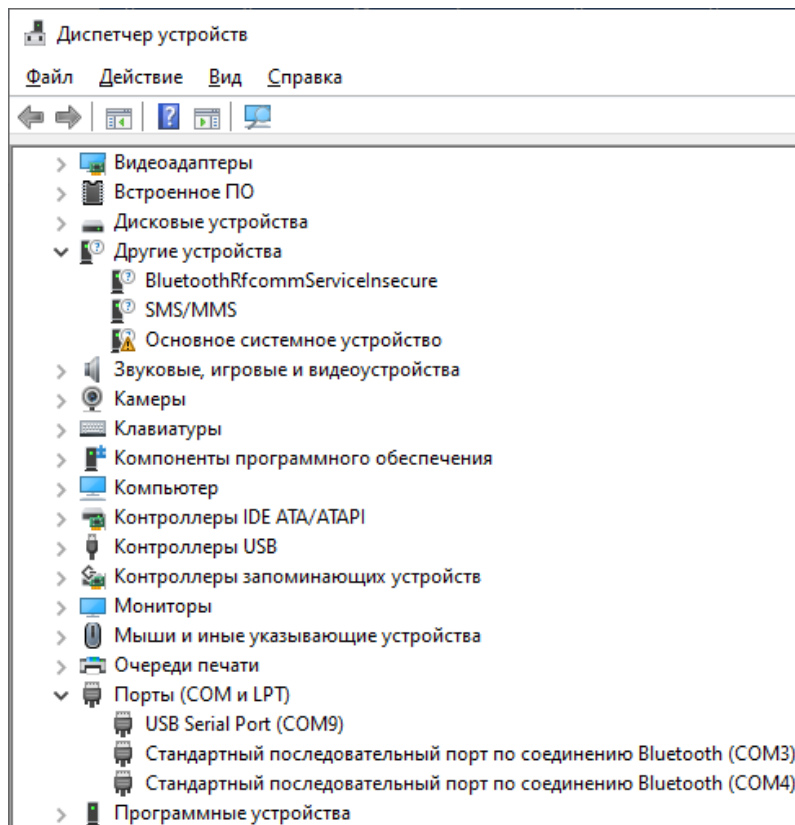 Диспетчер устройств
Файл Действие Вид Справка
Видеоадаптеры
Встроенное ПО
Дисковые устройства
Другие устройства
BluetoothRfcommServiceInsecure
SMS/MMS
Основное системное устройство
Звуковые, игровые и видеоустройства
Камеры
Клавиатуры
Компоненты программного обеспечения
Компьютер
Контроллеры IDE ATA/ATAPI
Контроллеры USB
Контроллеры запоминающих устройств
Мониторы
Мыши и иные указывающие устройства
Очереди печати
Порты (COM и LPT)
USB Serial Port (COM9)
Стандартный последовательный порт по соединению Bluetooth (COM3)
Стандартный последовательный порт по соединению Bluetooth (COM4)
Программные устройства